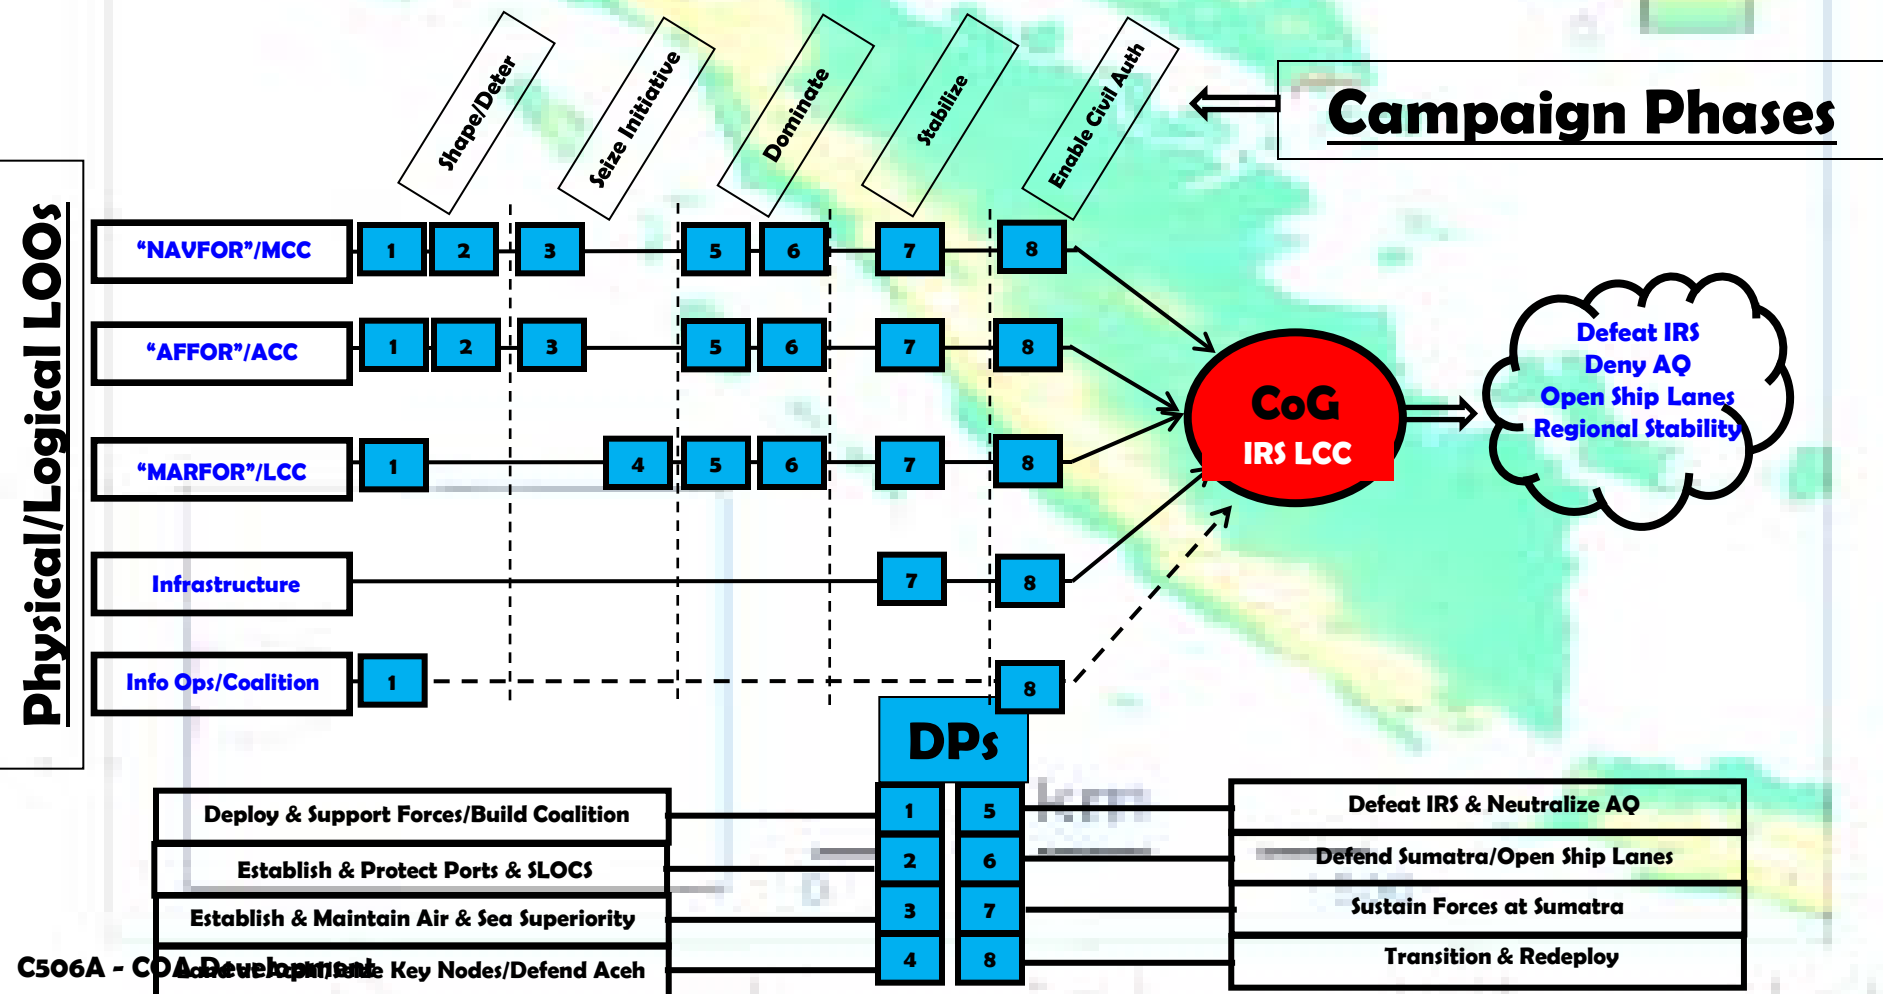 Shape/Deter
Seize Initiative
Dominate
Stabilize
Enable Civil Auth
Campaign Phases
Physical/Logical LOOs
“NAVFOR”/MCC 1 2 3 5 6 7 8
“AFFOR”/ACC 1 2 3 5 6 7 8
“MARFOR”/LCC 1 4 5 6 7 8
Infrastructure 7 8
Info Ops/Coalition 1 8
CoG
IRS LCC
Defeat IRS
Deny AQ
Open Ship Lanes
Regional Stability
DPs
Deploy & Support Forces/Build Coalition 1 5 Defeat IRS & Neutralize AQ
Establish & Protect Ports & SLOCS 2 6 Defend Sumatra/Open Ship Lanes
Establish & Maintain Air & Sea Superiority 3 7 Sustain Forces at Sumatra
Key Nodes/Defend Aceh 4 8 Transition & Redeploy
C506A - COA Development
km
0